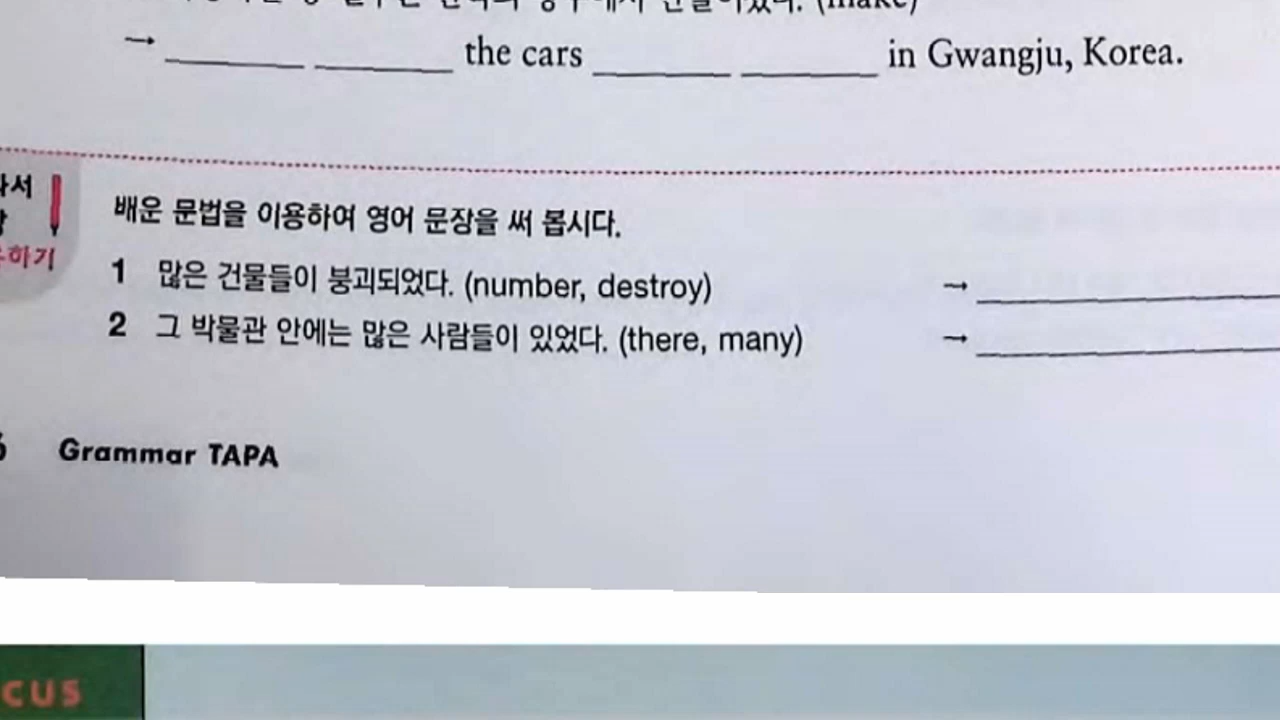 (make)
→ the cars in Gwangju, Korea.
배운 문법을 이용하여 영어 문장을 써 봅시다.
하기
1 많은 건물들이 붕괴되었다. (number, destroy) →
2 그 박물관 안에는 많은 사람들이 있었다. (there, many) →
Grammar TAPA
CUS